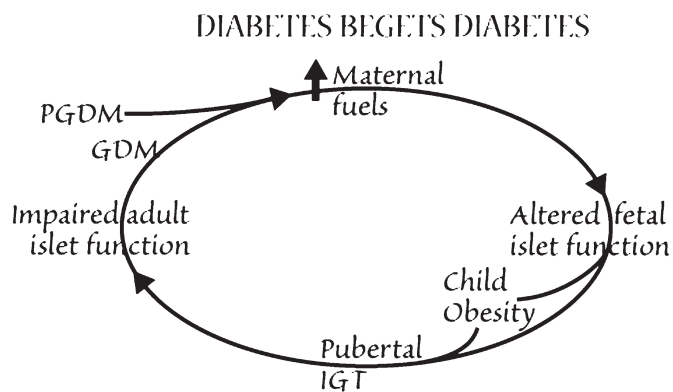 DIABETES BEGETS DIABETES
Maternal
fuels
PGDM
GDM
Impaired adult
islet function
Altered fetal
islet function
Child
Obesity
Pubertal
IGT